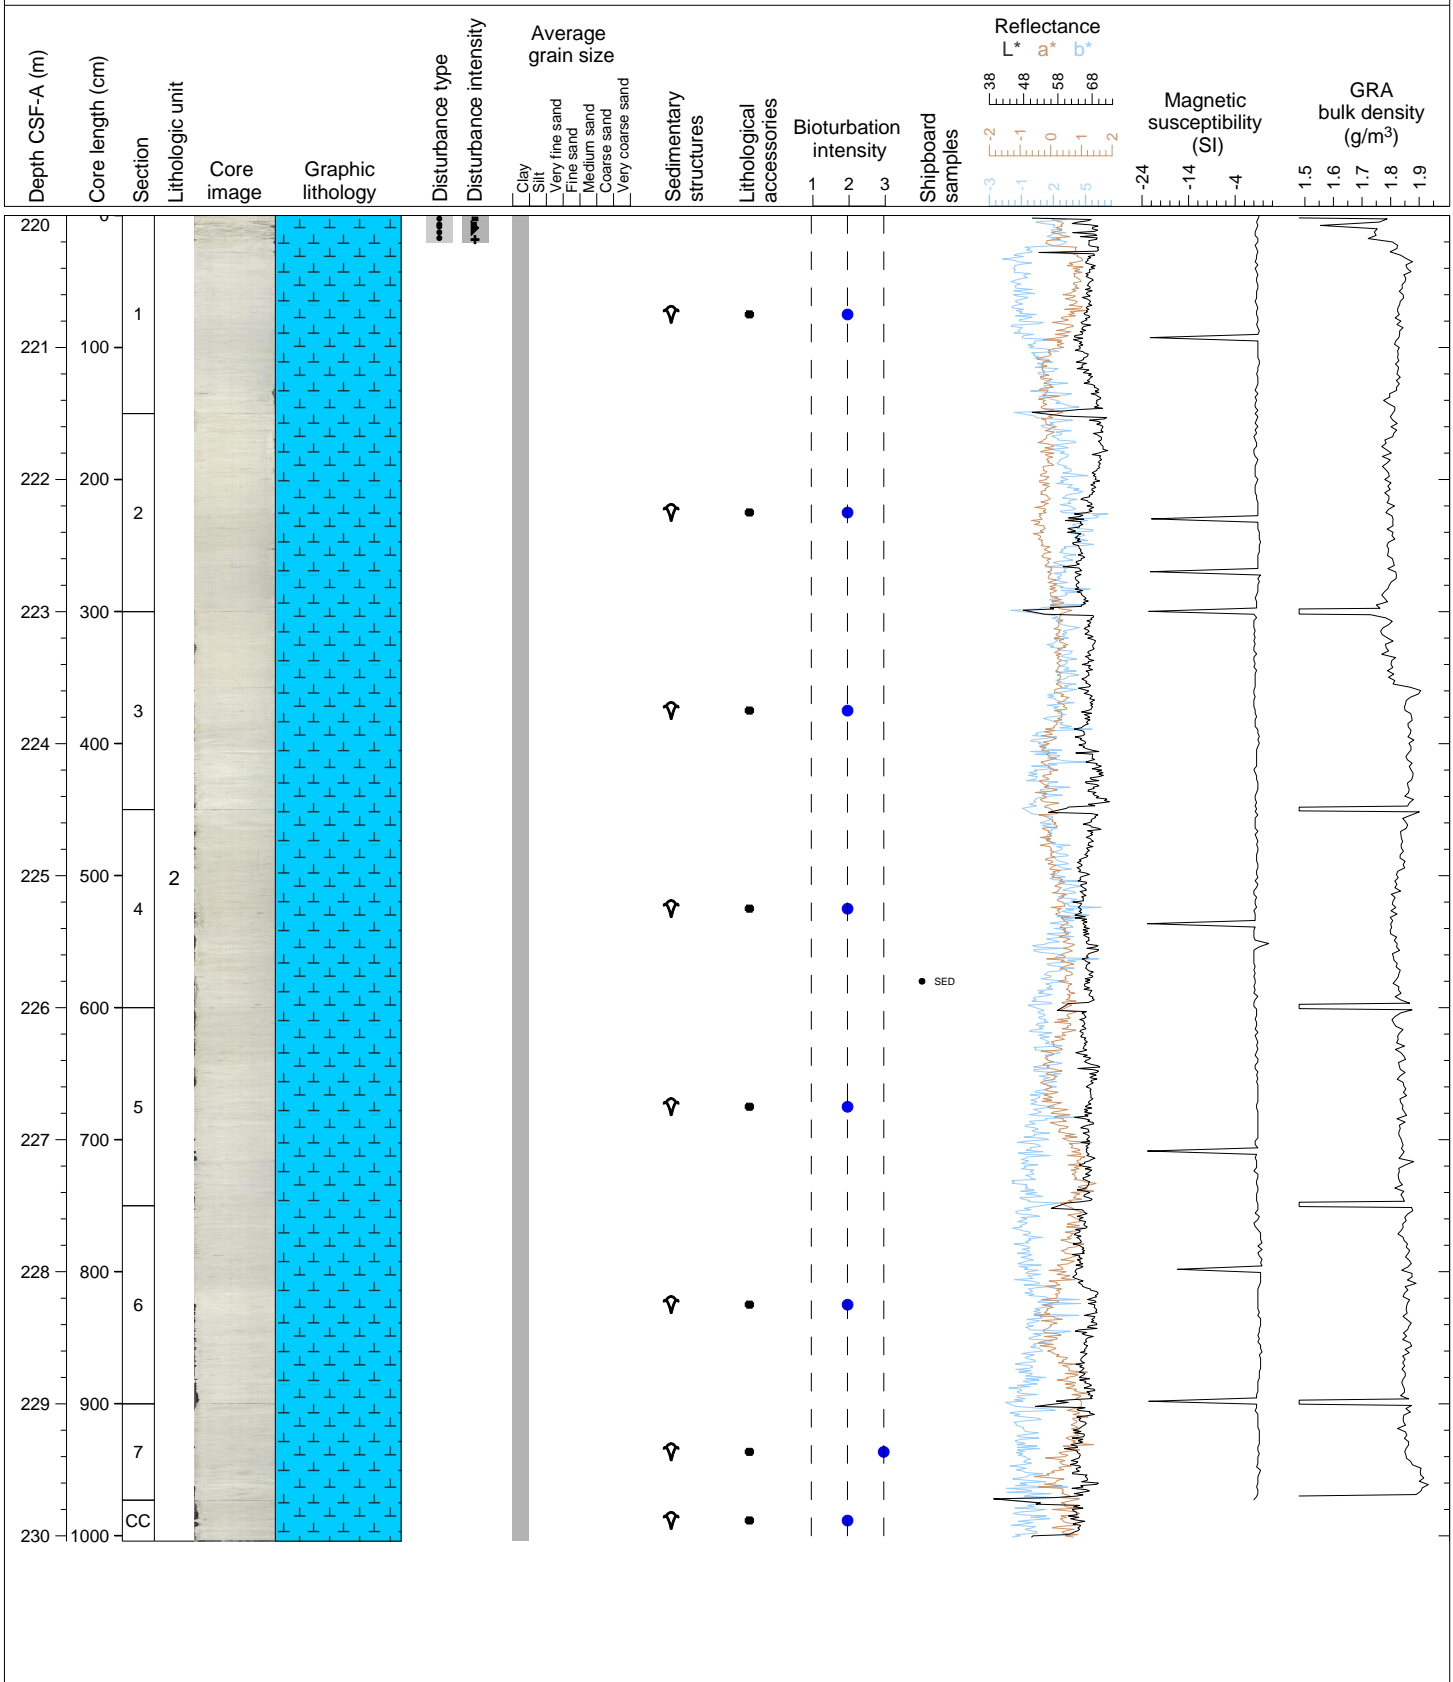 Depth CSF-A (m)
Core length (cm)
Section
Lithologic unit
Core
image
Graphic
lithology
Disturbance type
Disturbance intensity
Average
grain size
Clay
Silt
Very fine sand
Fine sand
Medium sand
Coarse sand
Very coarse sand
Sedimentary
structures
Lithological
accessories
Bioturbation
intensity
1 2 3
Shipboard
samples
Reflectance
L* a* b*
38 48 58 68
-2 -1 0 1 2
-3 -1 2 5
Magnetic
susceptibility
(SI)
-24 -14 -4
GRA
bulk density
(g/m3)
1.5 1.6 1.7 1.8 1.9
220 0
1
221 100
222 200
2
223 300
3
224 400
225 500
2
4
SED
226 600
5
227 700
228 800
6
229 900
7
CC
230 1000